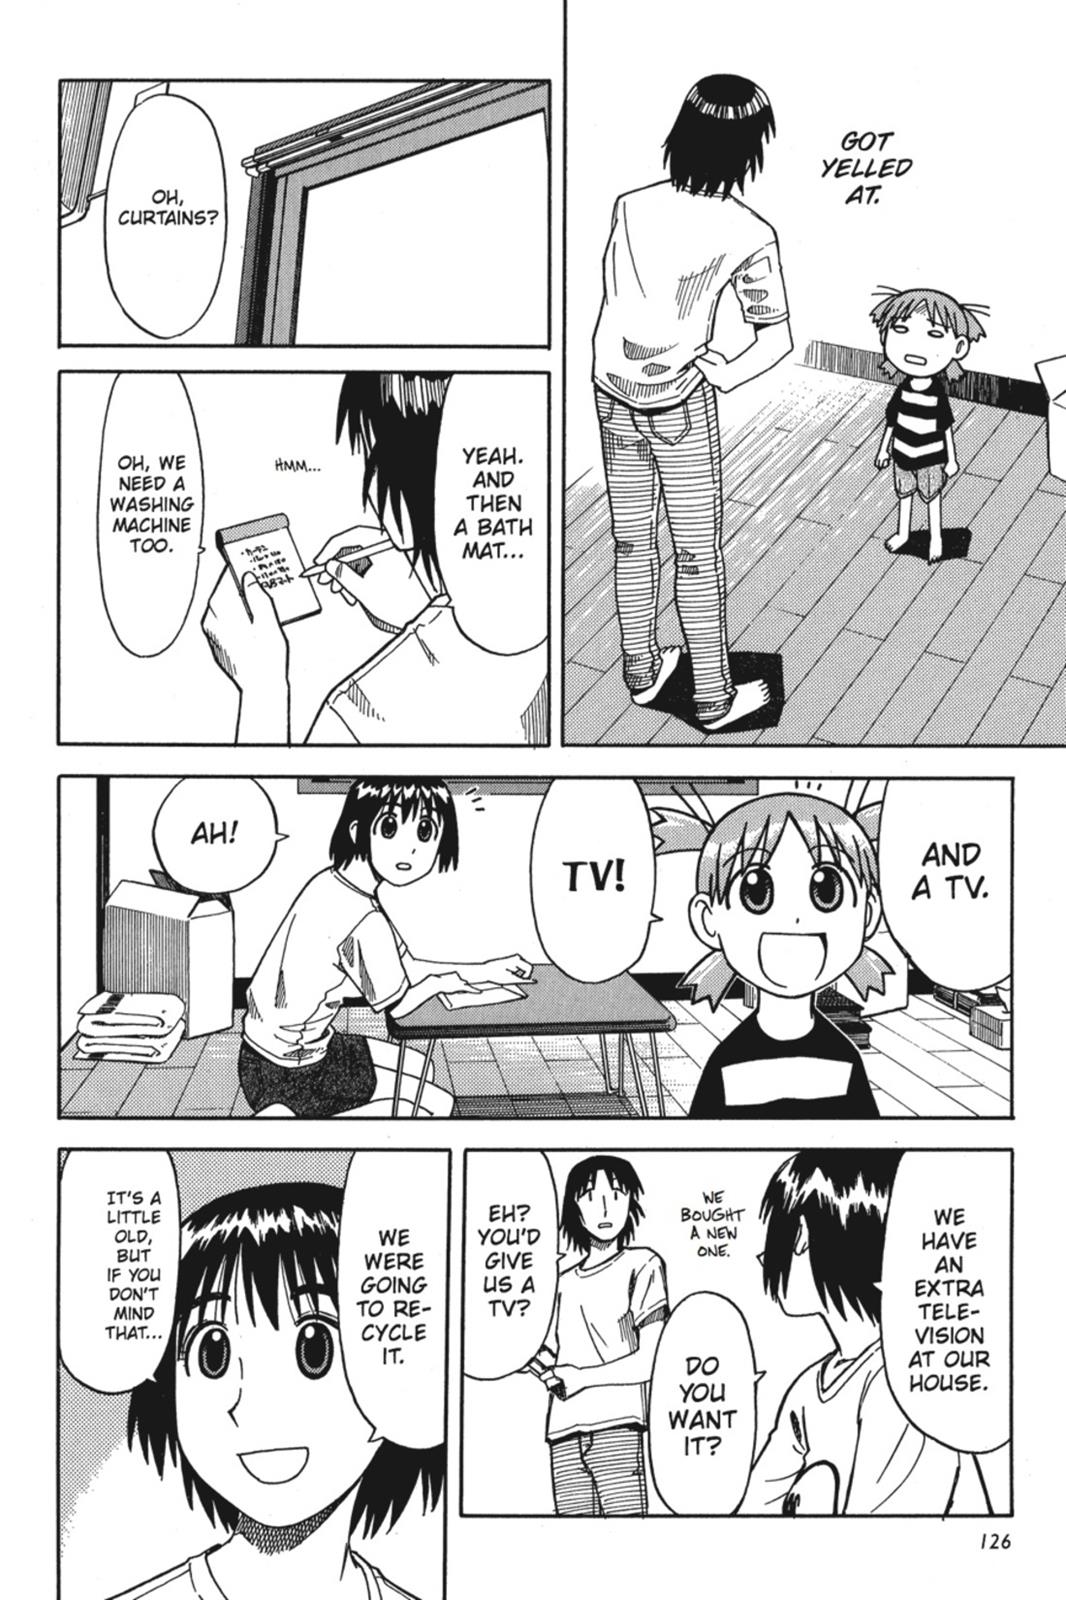 GOT
YELLED
AT.
OH,
CURTAINS?
YEAH.
AND
THEN
A BATH
MAT...
HMM...
OH, WE
NEED A
WASHING
MACHINE
TOO.
AND
A TV.
TV!
AH!
WE
HAVE
AN
EXTRA
TELE-
VISION
AT OUR
HOUSE.
WE
BOUGHT
A NEW
ONE.
DO
YOU
WANT
IT?
EH?
YOU'D
GIVE
US A
TV?
WE
WERE
GOING
TO RE-
CYCLE
IT.
IT'S A
LITTLE
OLD,
BUT
IF YOU
DON'T
MIND
THAT...
126